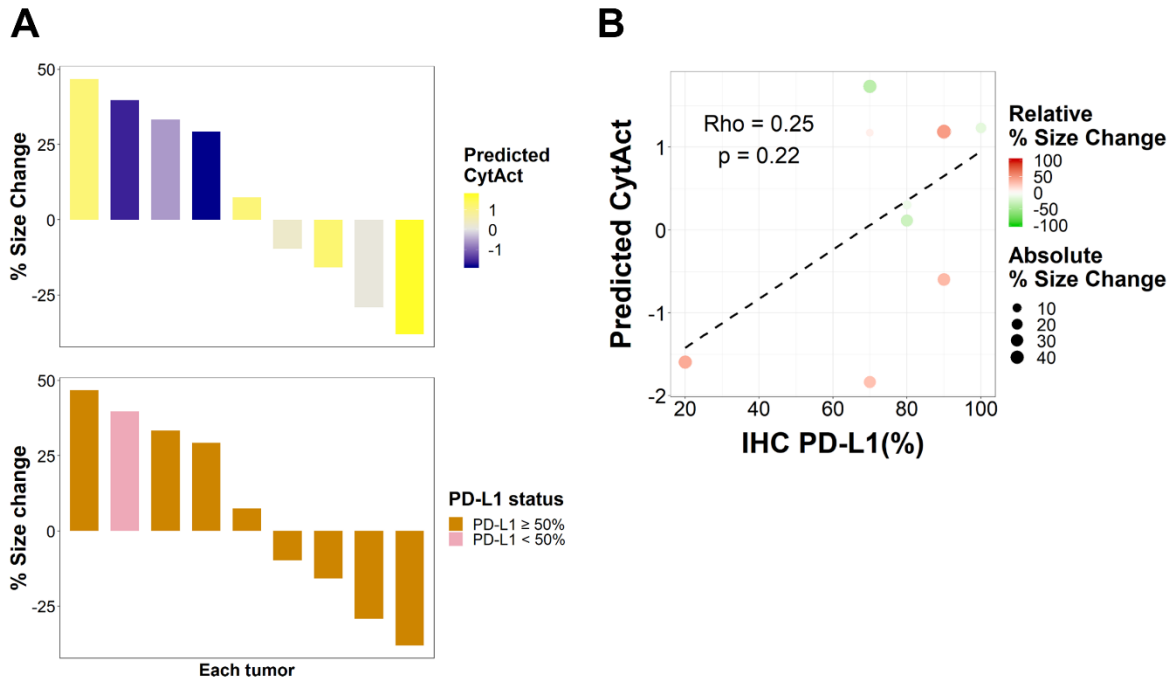 A
50
25
0
-25
% Size Change
Predicted
CytAct
1
0
-1
50
25
0
-25
% Size change
PD-L1 status
PD-L1 ≥ 50%
PD-L1 < 50%
Each tumor
B
Rho = 0.25
p = 0.22
1
0
-1
-2
Predicted CytAct
20
40
60
80
100
IHC PD-L1(%)
Relative
% Size Change
100
50
0
-50
-100
Absolute
% Size Change
10
20
30
40